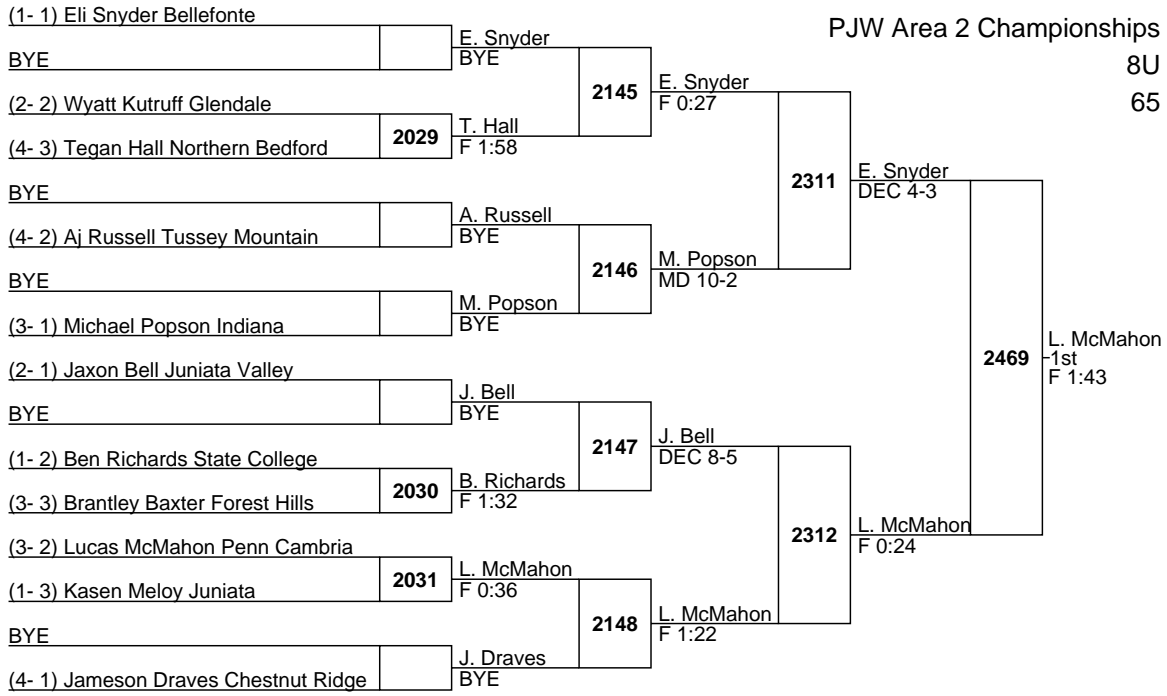 PJW Area 2 Championships
8U
65
(1- 1) Eli Snyder Bellefonte
BYE
(2- 2) Wyatt Kutruff Glendale
(4- 3) Tegan Hall Northern Bedford
BYE
(4- 2) Aj Russell Tussey Mountain
BYE
(3- 1) Michael Popson Indiana
(2- 1) Jaxon Bell Juniata Valley
BYE
(1- 2) Ben Richards State College
(3- 3) Brantley Baxter Forest Hills
(3- 2) Lucas McMahon Penn Cambria
(1- 3) Kasen Meloy Juniata
BYE
(4- 1) Jameson Draves Chestnut Ridge
2029
2030
2031
E. Snyder
BYE
T. Hall
F 1:58
A. Russell
BYE
M. Popson
BYE
J. Bell
BYE
B. Richards
F 1:32
L. McMahon
F 0:36
J. Draves
BYE
2145
2146
2147
2148
E. Snyder
F 0:27
M. Popson
MD 10-2
J. Bell
DEC 8-5
L. McMahon
F 1:22
2311
2312
E. Snyder
DEC 4-3
L. McMahon
F 0:24
2469
L. McMahon
1st
F 1:43